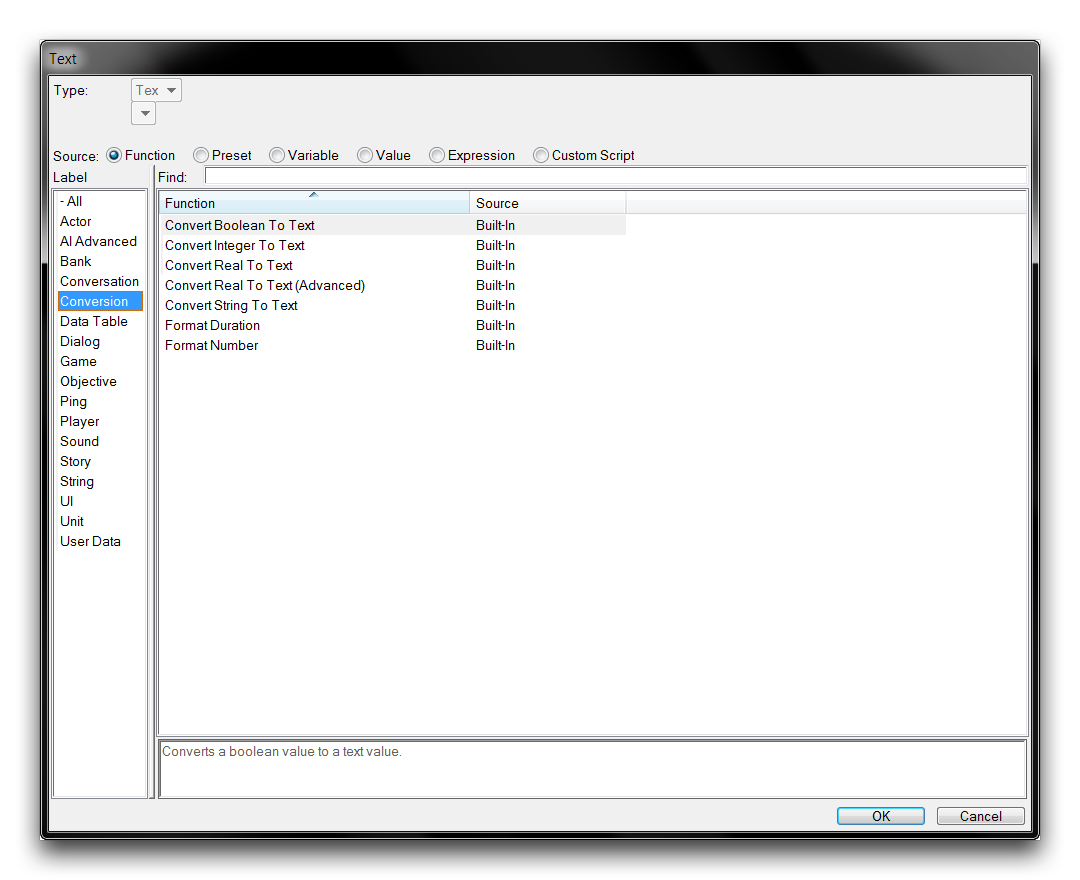 Text
Type: Tex
Source: Function Preset Variable Value Expression Custom Script
Label Find:
- All
Actor
AI Advanced
Bank
Conversation
Conversion
Data Table
Dialog
Game
Objective
Ping
Player
Sound
Story
String
UI
Unit
User Data
Function Source
Convert Boolean To Text Built-In
Convert Integer To Text Built-In
Convert Real To Text Built-In
Convert Real To Text (Advanced) Built-In
Convert String To Text Built-In
Format Duration Built-In
Format Number Built-In
Converts a boolean value to a text value.
OK Cancel